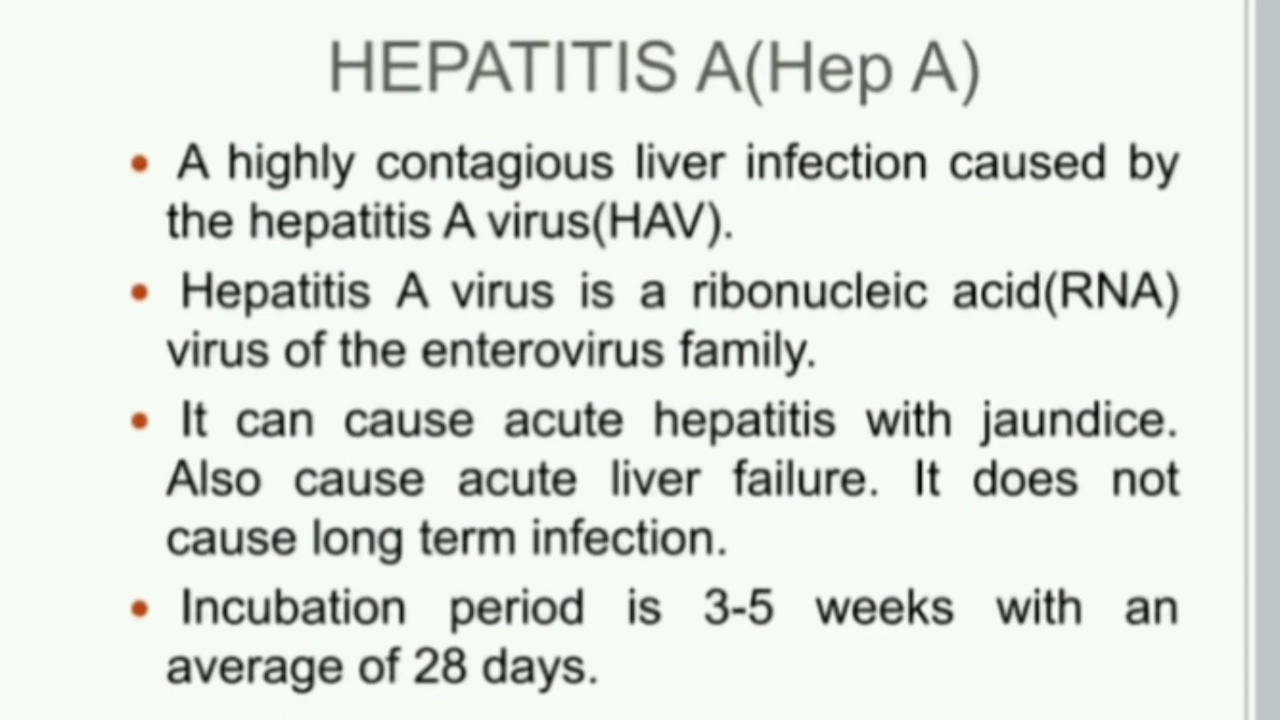 HEPATITIS A(Hep A)
• A highly contagious liver infection caused by
the hepatitis A virus(HAV).
• Hepatitis A virus is a ribonucleic acid(RNA)
virus of the enterovirus family.
• It can cause acute hepatitis with jaundice.
Also cause acute liver failure. It does not
cause long term infection.
• Incubation period is 3-5 weeks with an
average of 28 days.